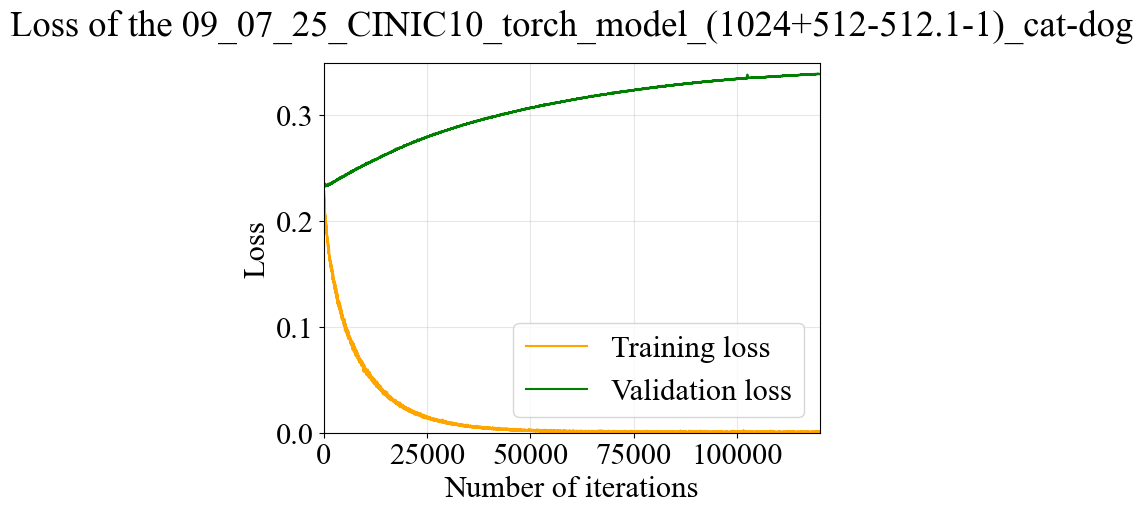 Loss of the 09_07_25_CINIC10_torch_model_(1024+512-512.1-1)_cat-dog
0.3
0.2
0.1
0.0
Loss
Training loss
Validation loss
0 25000 50000 75000 100000
Number of iterations